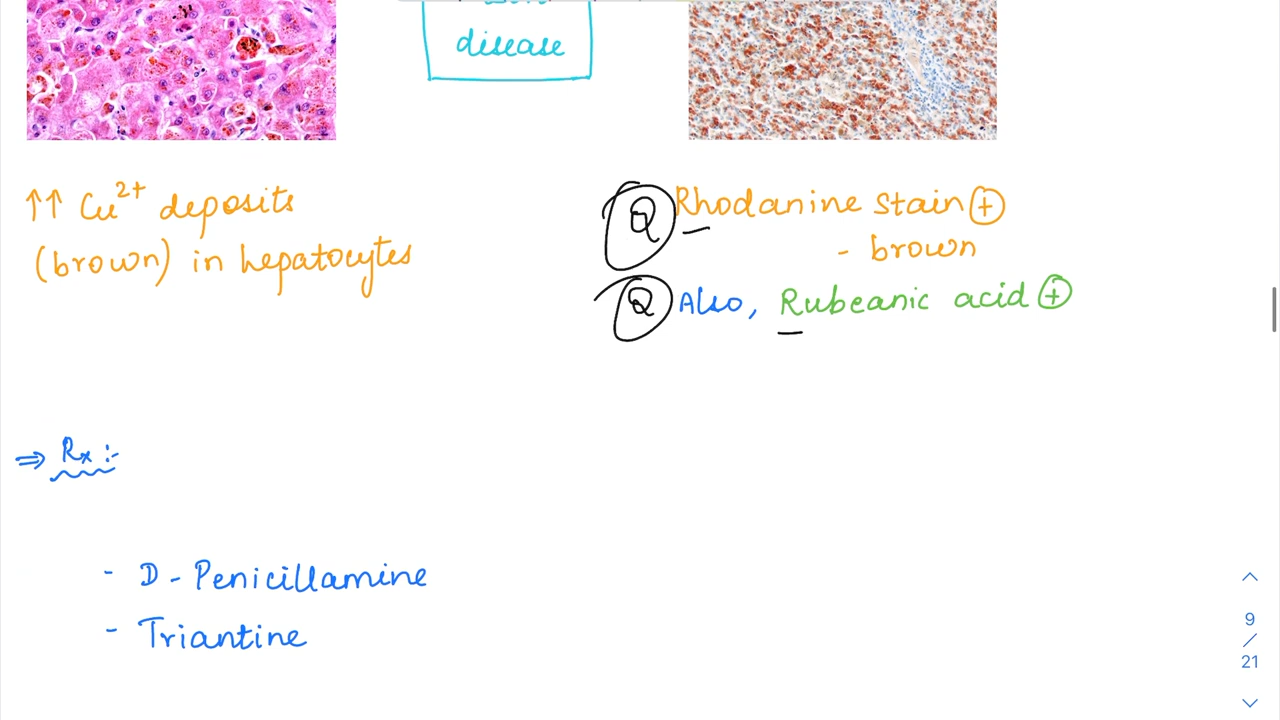 disease
↑↑ Cu²⁺ deposits
(brown) in hepatocytes
Q Rhodanine Stain ⊕
- brown
Q Also, Rubeanic acid ⊕
⇒ Rx :-
- D - Penicillamine
- Triantine
9
/
21